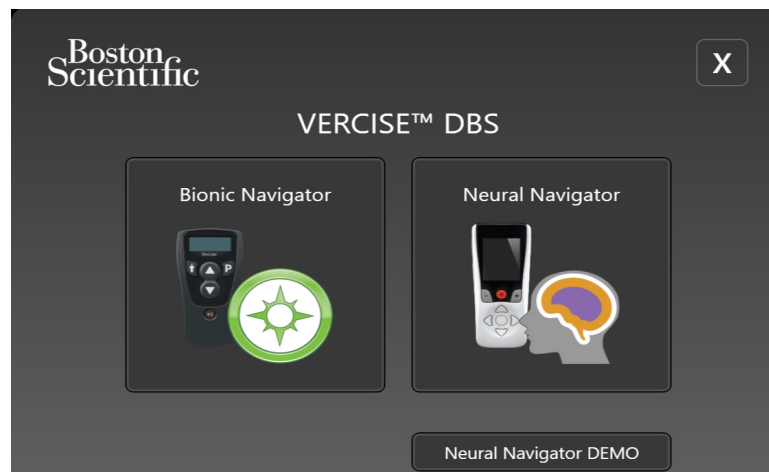 Boston
Scientific
X
VERCISE™ DBS
Bionic Navigator
Neural Navigator
P
Neural Navigator DEMO